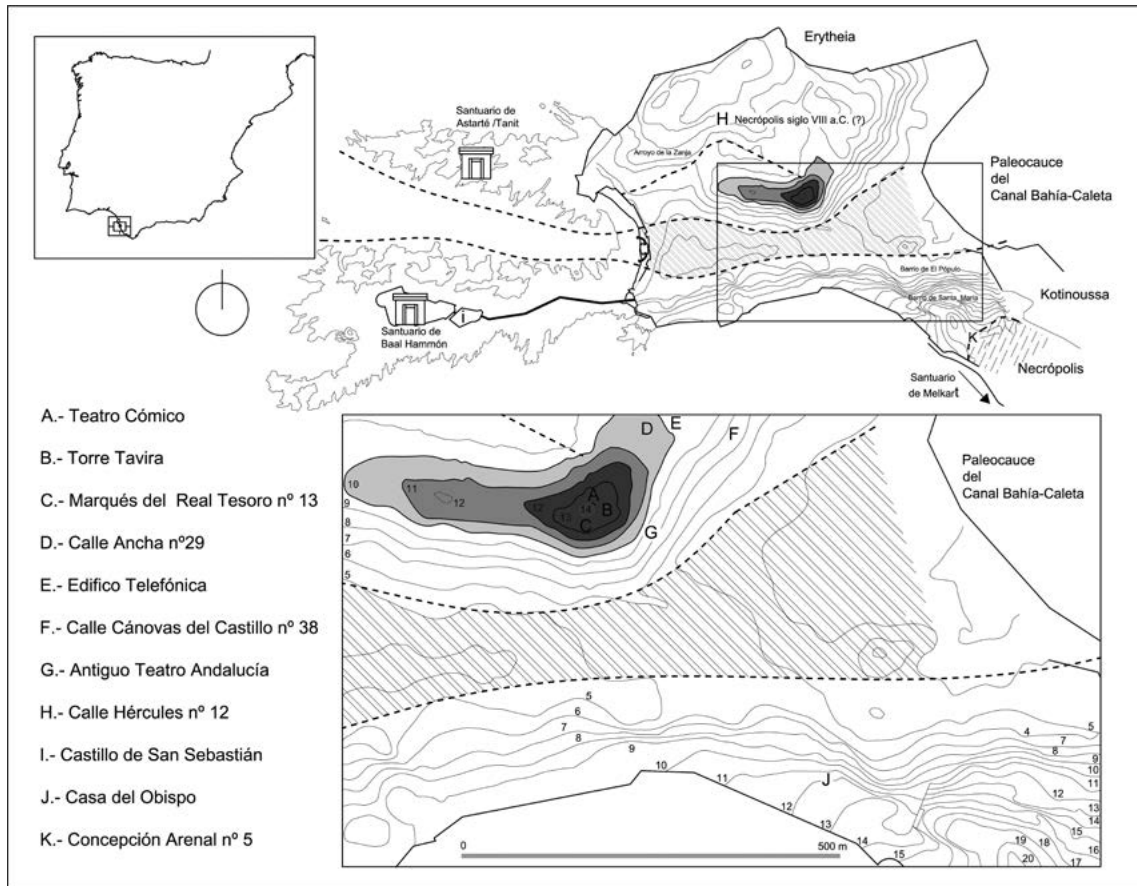 Erytheia
Santuario de
Astarté /Tanit
H Necrópolis siglo VIII a.C. (?)
Arroyo de la Zanja
Paleocauce
del
Canal Bahía-Caleta
Barrio de El Pópulo
Barrio de Santa María
Kotinoussa
I
Santuario de
Baal Hammón
K
Necrópolis
Santuario
de Melkart
A.- Teatro Cómico
B.- Torre Tavira
C.- Marqués del Real Tesoro nº 13
D.- Calle Ancha nº29
E.- Edifico Telefónica
F.- Calle Cánovas del Castillo nº 38
G.- Antiguo Teatro Andalucía
H.- Calle Hércules nº 12
I.- Castillo de San Sebastián
J.- Casa del Obispo
K.- Concepción Arenal nº 5
D E F
Paleocauce
del
Canal Bahía-Caleta
10 11 12 12 13 14 A B C
G
9
8
7
6
5
5
6
7
8
9
10
11
12
13
14
15
J
5
4
7
8
9
10
11
12
13
14
15
16
17
18
19
20
0 500 m